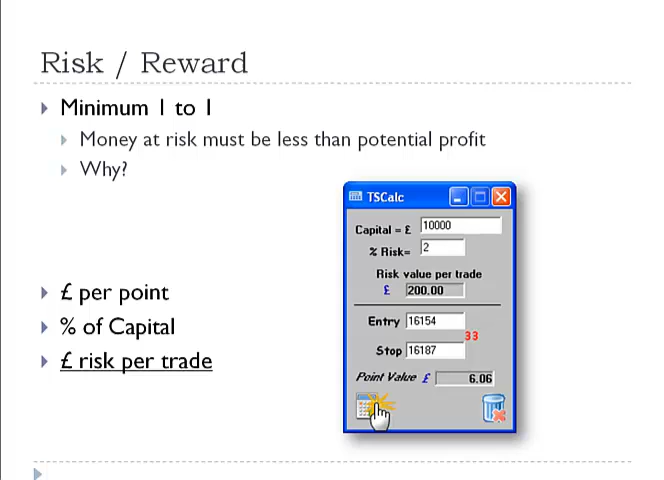 Risk / Reward
Minimum 1 to 1
Money at risk must be less than potential profit
Why?
£ per point
% of Capital
£ risk per trade
TSCalc
Capital = £ 10000
% Risk= 2
Risk value per trade
£ 200.00
Entry 16154
33
Stop 16187
Point Value £ 6.06